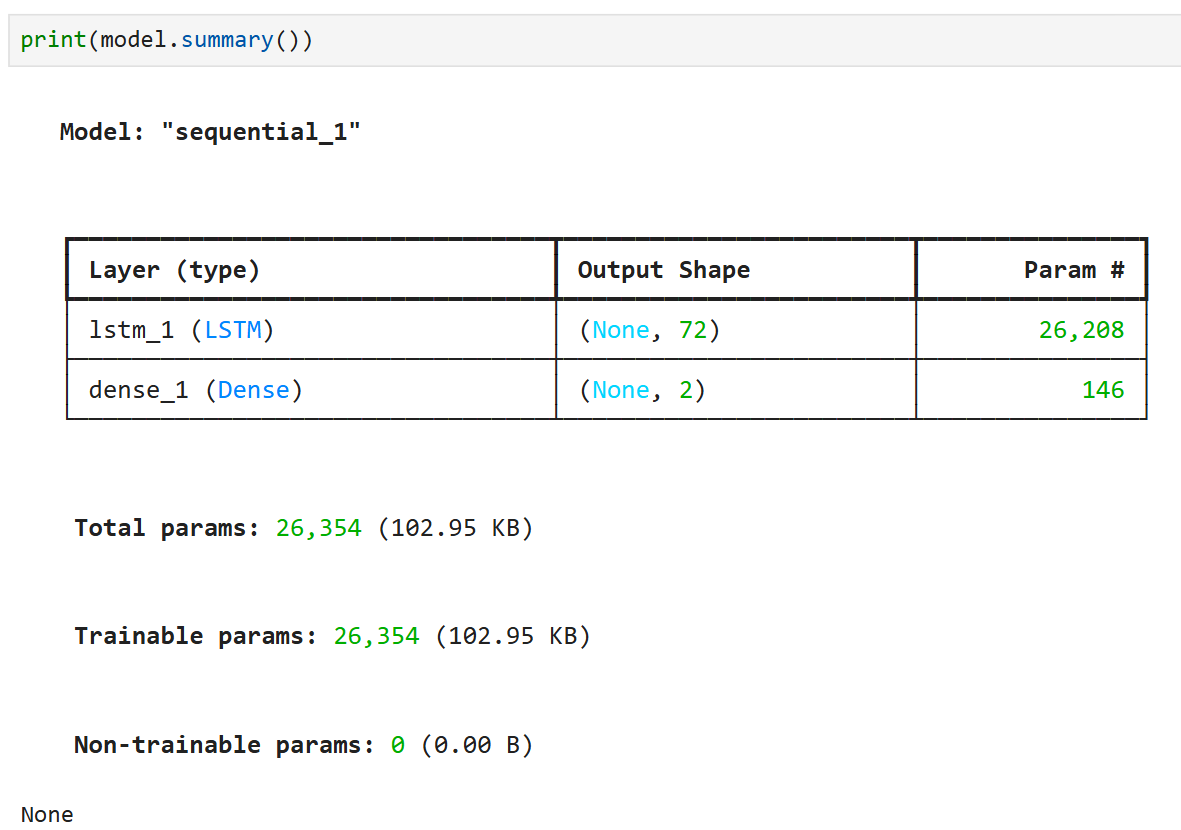 print(model.summary())
Model: "sequential_1"
Layer (type) Output Shape Param #
lstm_1 (LSTM) (None, 72) 26,208
dense_1 (Dense) (None, 2) 146
Total params: 26,354 (102.95 KB)
Trainable params: 26,354 (102.95 KB)
Non-trainable params: 0 (0.00 B)
None